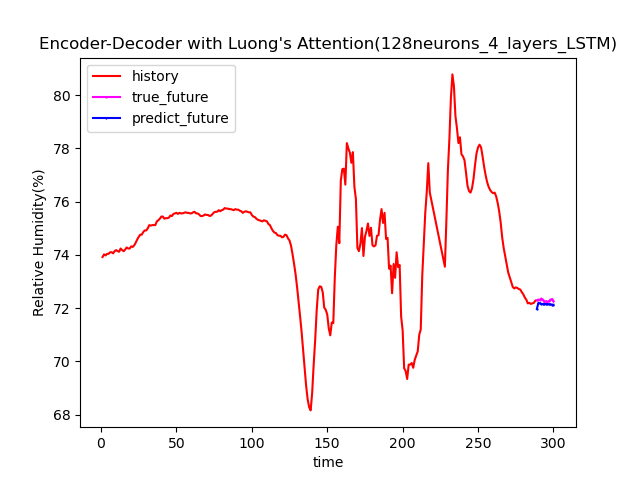 Encoder-Decoder with Luong's Attention(128neurons_4_layers_LSTM)
history
true_future
predict_future
Relative Humidity(%)
80
78
76
74
72
70
68
0 50 100 150 200 250 300
time